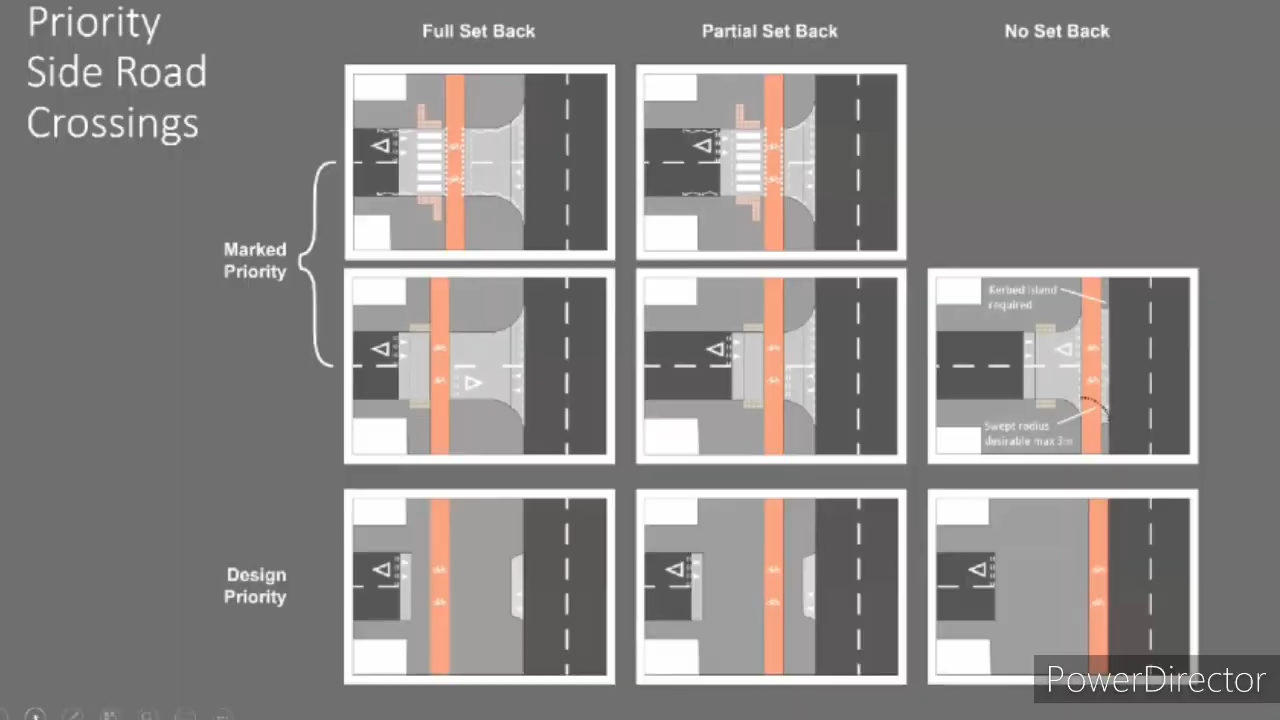 Priority
Side Road
Crossings
Full Set Back
Partial Set Back
No Set Back
Marked
Priority
Kerbed island
required
Swept radius
desirable max 3m
Design
Priority
PowerDirector